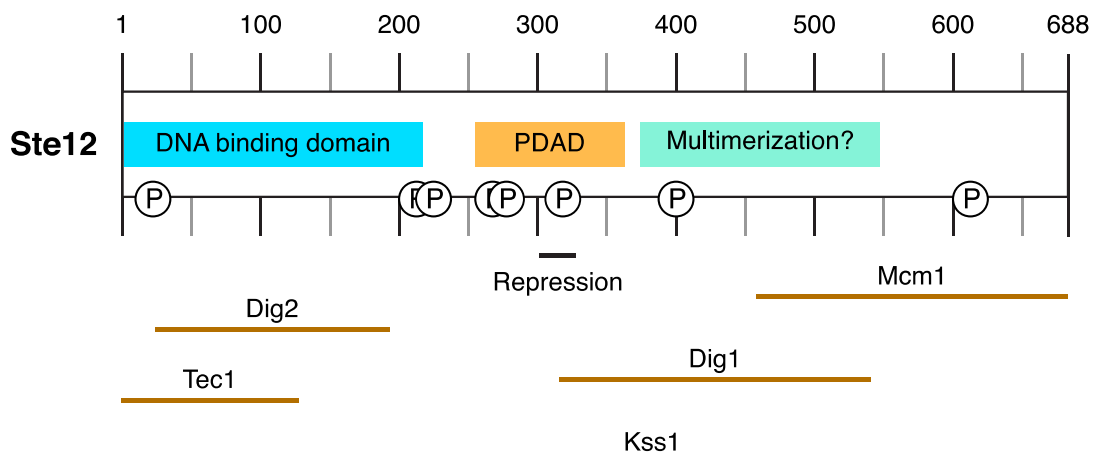 1 100 200 300 400 500 600 688
Ste12 DNA binding domain PDAD Multimerization?
P P P P P P P P
Repression
Mcm1
Dig2
Dig1
Tec1
Kss1